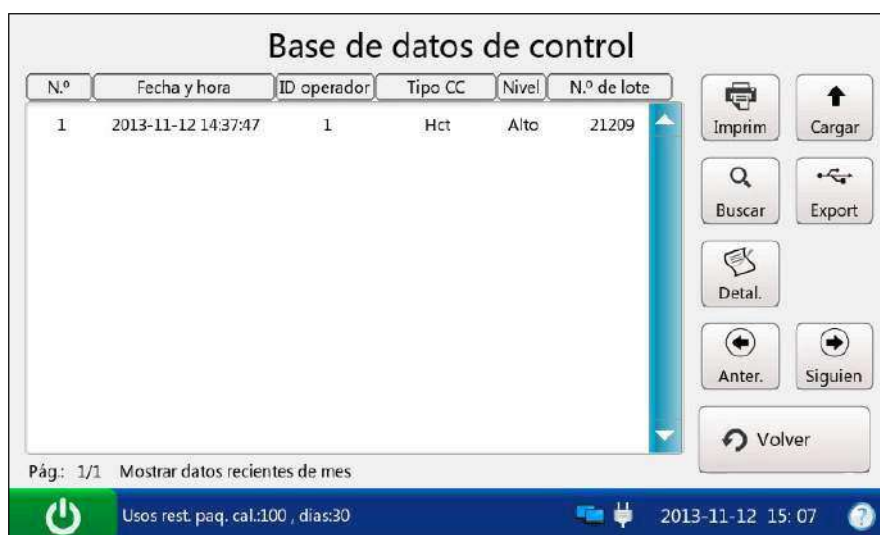 Base de datos de control
N.º Fecha y hora ID operador Tipo CC Nivel N.º de lote
1 2013-11-12 14:37:47 1 Hct Alto 21209
Imprim Cargar
Buscar Export
Detal.
Anter. Siguien
Volver
Pág.: 1/1 Mostrar datos recientes de mes
Usos rest. paq. cal.:100 , dias:30 2013-11-12 15: 07 ?